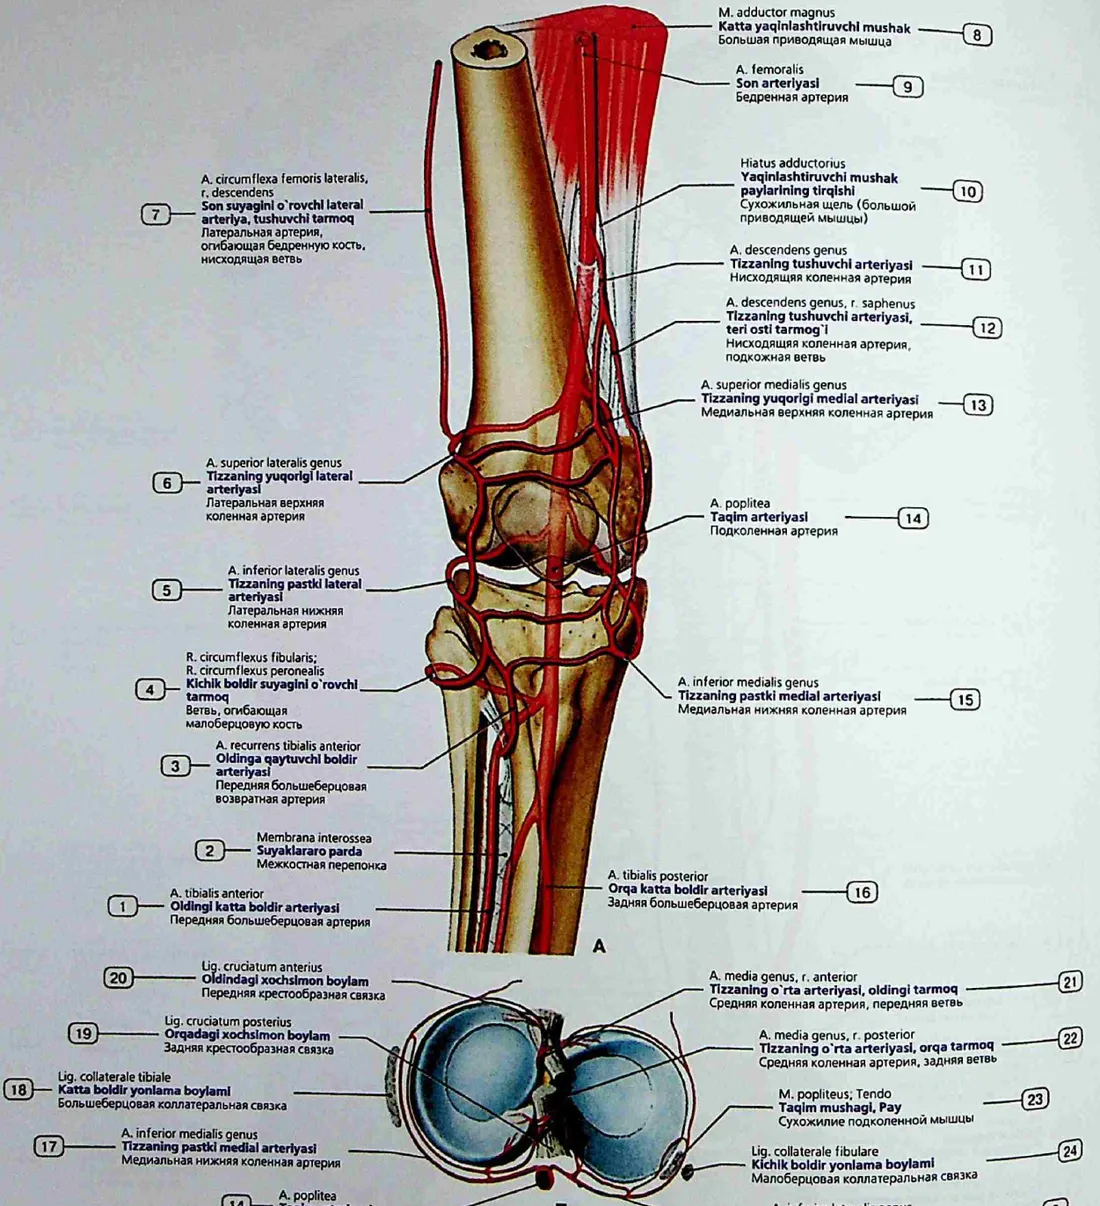 M. adductor magnus
Katta yaqinlashtiruvchi mushak
Большая приводящая мышца
8
A. femoralis
Son arteriyasi
Бедренная артерия
9
Hiatus adductorius
Yaqinlashtiruvchi mushak
paylarining tirqishi
Сухожильная щель (большой
приводящей мышцы)
10
A. circumflexa femoris lateralis,
r. descendens
Son suyagini o`rovchi lateral
arteriya, tushuvchi tarmoq
Латеральная артерия,
огибающая бедренную кость,
нисходящая ветвь
7
A. descendens genus
Tizzaning tushuvchi arteriyasi
Нисходящяя коленная артерия
11
A. descendens genus, r. saphenus
Tizzaning tushuvchi arteriyasi,
teri osti tarmog`i
Нисходящяя коленная артерия,
подкожная ветвь
12
A. superior medialis genus
Tizzaning yuqorigi medial arteriyasi
Медиальная верхняя коленная артерия
13
A. superior lateralis genus
Tizzaning yuqorigi lateral
arteriyasi
Латеральная верхняя
коленная артерия
6
A. poplitea
Taqim arteriyasi
Подколенная артерия
14
A. inferior lateralis genus
Tizzaning pastki lateral
arteriyasi
Латеральная нижняя
коленная артерия
5
R. circumflexus fibularis;
R. circumflexus peronealis
Kichik boldir suyagini o`rovchi
tarmoq
Ветвь, огибающая
малоберцовую кость
4
A. inferior medialis genus
Tizzaning pastki medial arteriyasi
Медиальная нижняя коленная артерия
15
A. recurrens tibialis anterior
Oldinga qaytuvchi boldir
arteriyasi
Передняя большеберцовая
возвратная артерия
3
Membrana interossea
Suyaklararo parda
Межкостная перепонка
2
A. tibialis anterior
Oldingi katta boldir arteriyasi
Передняя большеберцовая артерия
1
A. tibialis posterior
Orqa katta boldir arteriyasi
Задняя большеберцовая артерия
16
A
Lig. cruciatum anterius
Oldindagi xochsimon boylam
Передняя крестообразная связка
20
A. media genus, r. anterior
Tizzaning o`rta arteriyasi, oldingi tarmoq
Средняя коленная артерия, передняя ветвь
21
Lig. cruciatum posterius
Orqadagi xochsimon boylam
Задняя крестообразная связка
19
A. media genus, r. posterior
Tizzaning o`rta arteriyasi, orqa tarmoq
Средняя коленная артерия, задняя ветвь
22
Lig. collaterale tibiale
Katta boldir yonlama boylami
Большеберцовая коллатеральная связка
18
M. popliteus; Tendo
Taqim mushagi, Pay
Сухожилие подколенной мышцы
23
A. inferior medialis genus
Tizzaning pastki medial arteriyasi
Медиальная нижняя коленная артерия
17
Lig. collaterale fibulare
Kichik boldir yonlama boylami
Малоберцовая коллатеральная связка
24
A. poplitea
14